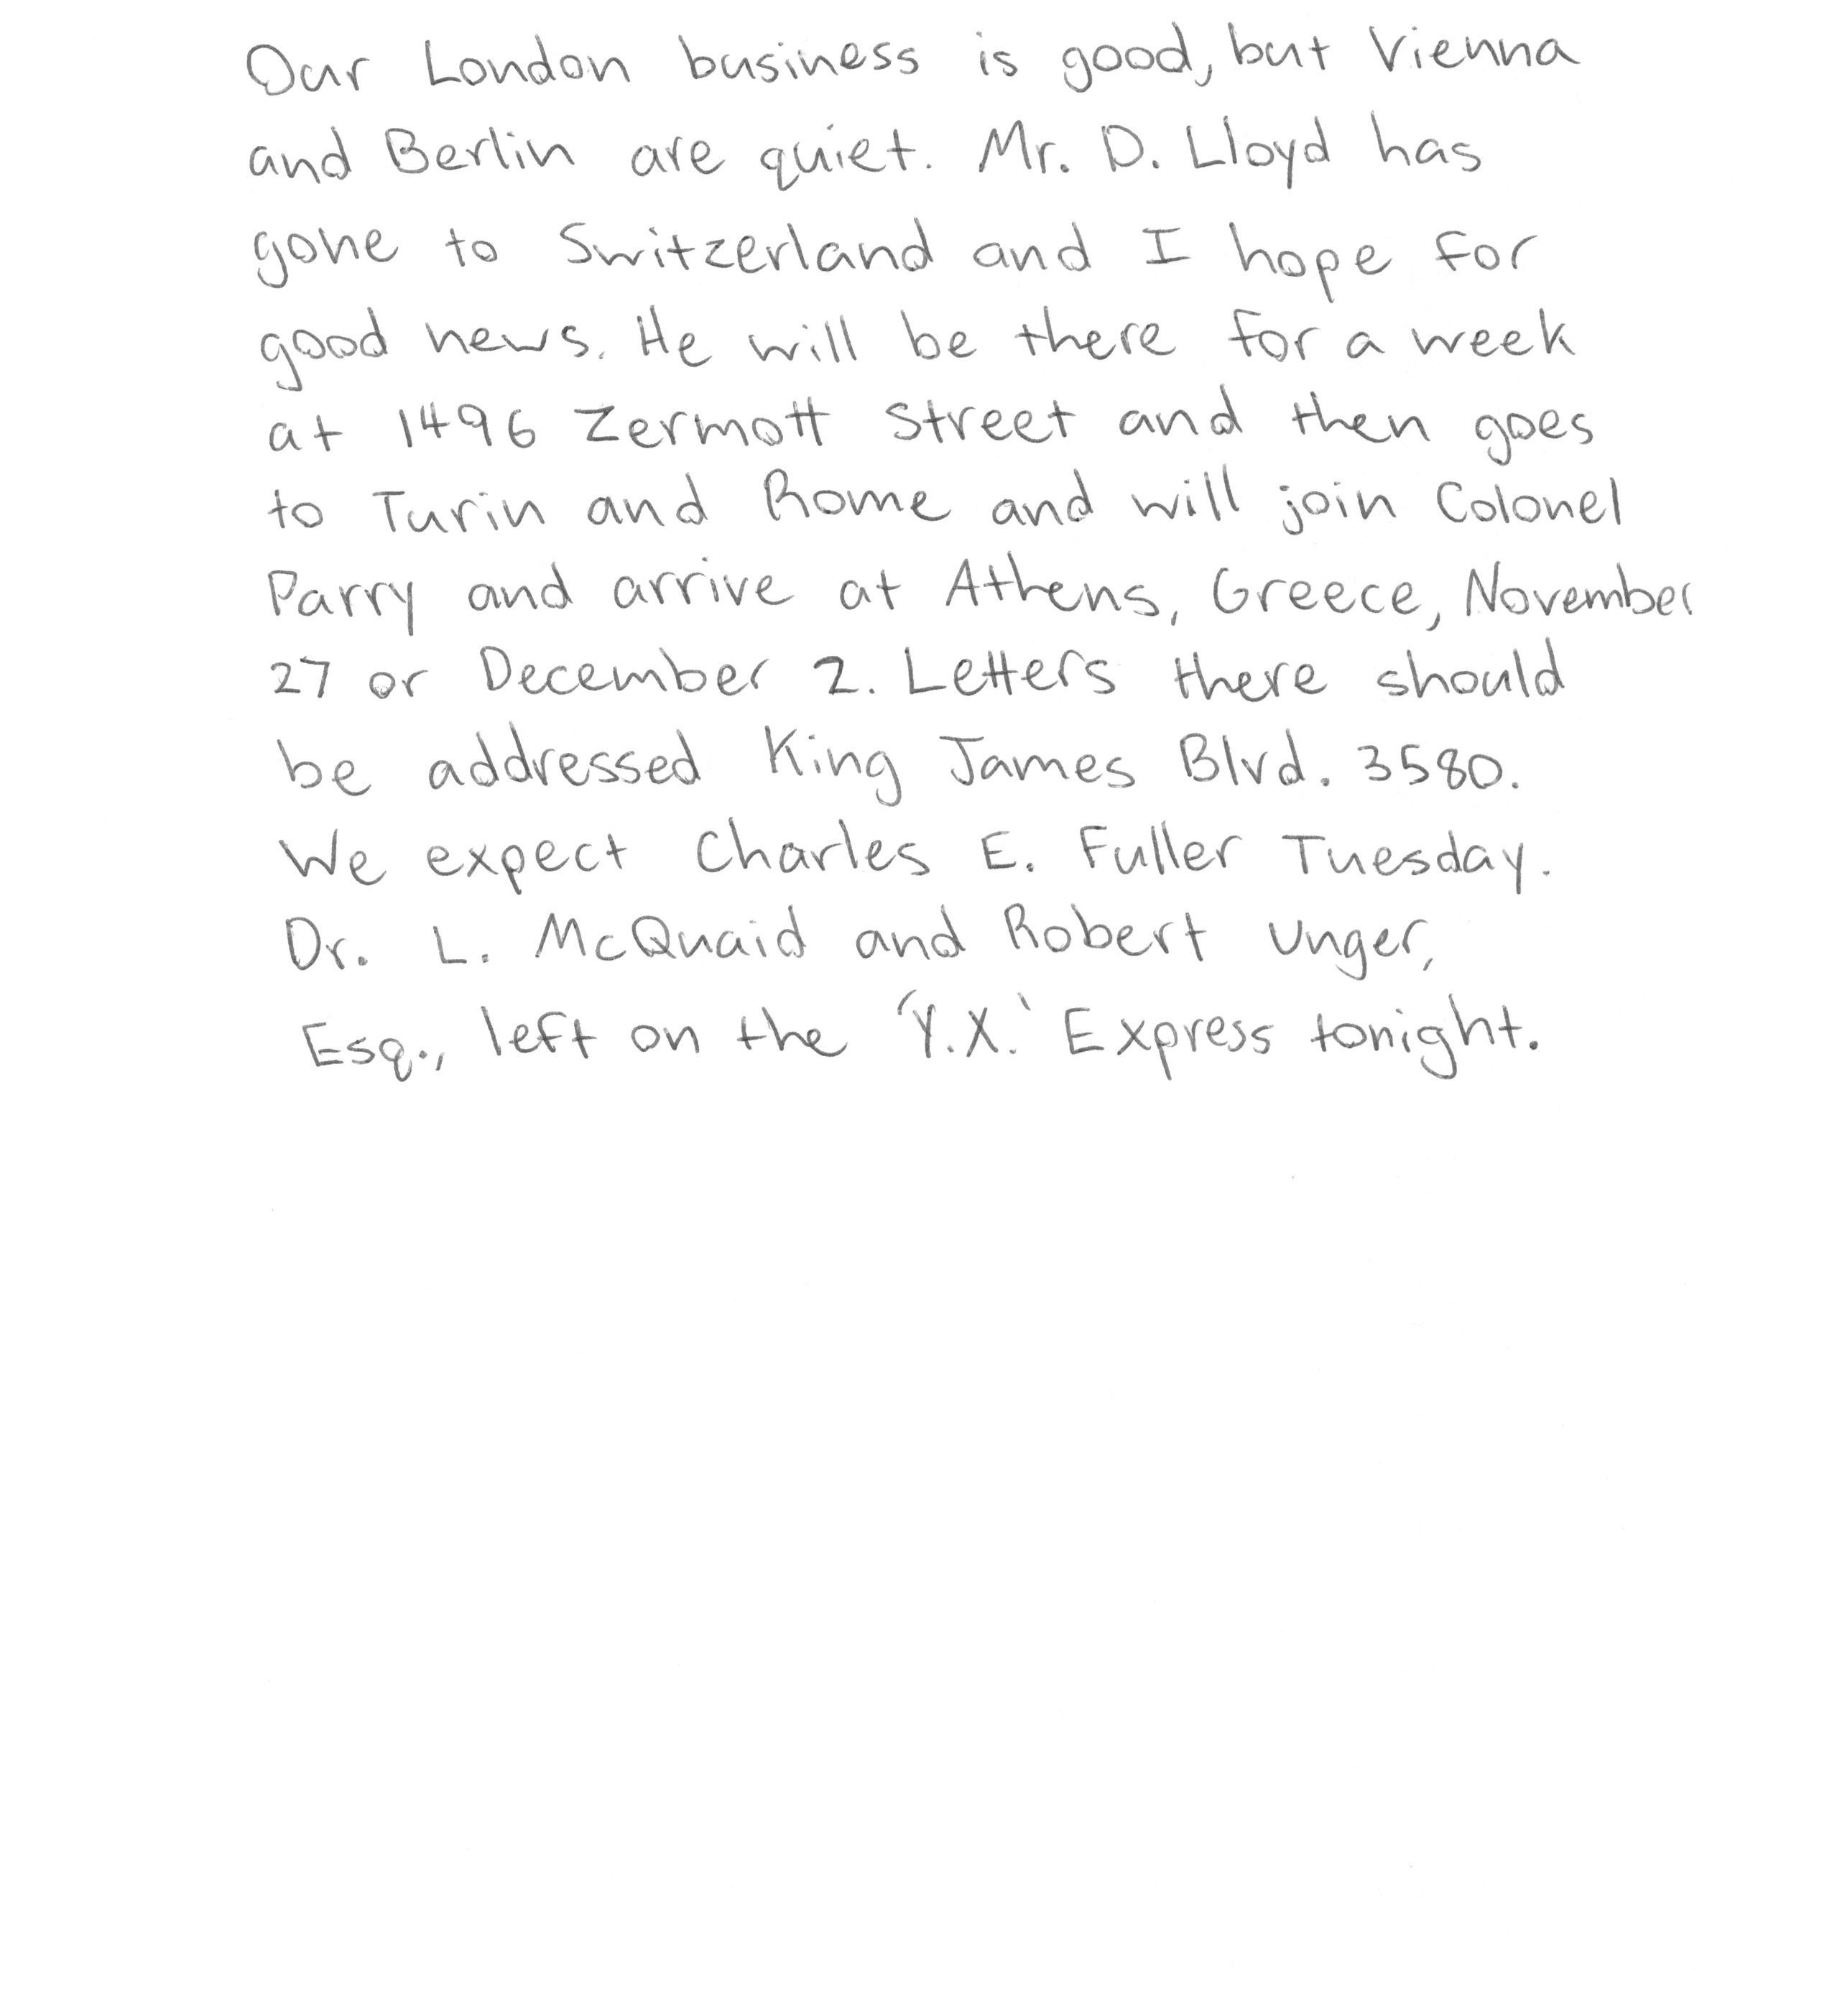 Our London business is good, but Vienna
and Berlin are quiet. Mr. D. Lloyd has
gone to Switzerland and I hope for
good news. He will be there for a week
at 1496 Zermott Street and then goes
to Turin and Rome and will join Colonel
Parry and arrive at Athens, Greece, November
27 or December 2. Letters there should
be addressed King James Blvd. 3580.
We expect Charles E. Fuller Tuesday.
Dr. L. McQuaid and Robert Unger,
Esq., left on the 'Y.X.' Express tonight.